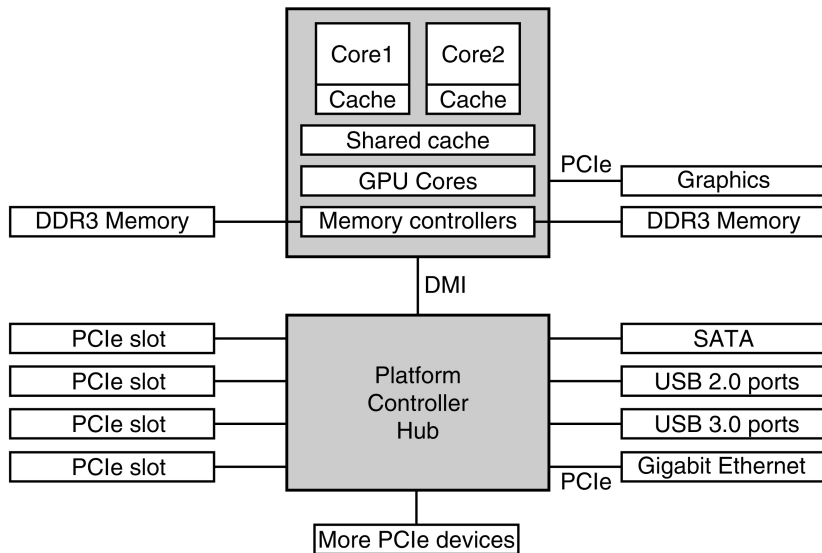 Core1
Core2
Cache
Cache
Shared cache
GPU Cores
PCIe
Graphics
DDR3 Memory
Memory controllers
DDR3 Memory
DMI
PCIe slot
PCIe slot
PCIe slot
PCIe slot
Platform
Controller
Hub
SATA
USB 2.0 ports
USB 3.0 ports
Gigabit Ethernet
PCIe
More PCIe devices